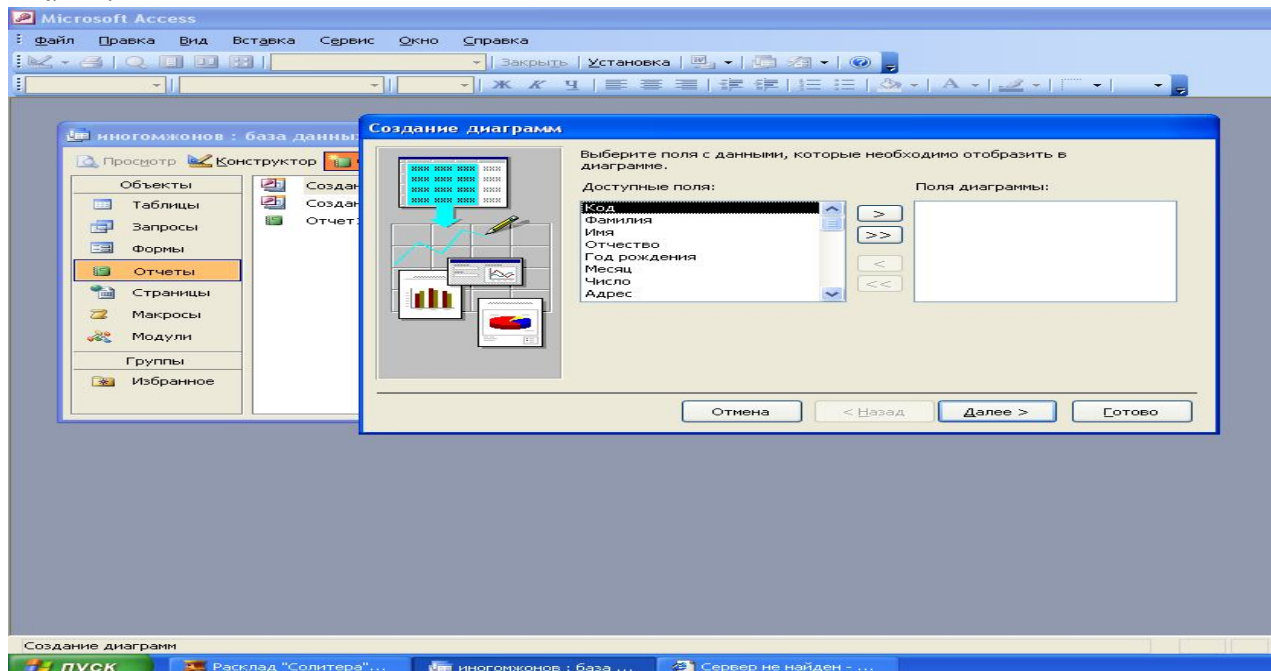 Microsoft Access
Файл Правка Вид Вставка Сервис Окно Справка
Закрыть Установка
Ж К Ч
иногомжонов : база данных
Просмотр Конструктор
Объекты
Таблицы
Запросы
Формы
Отчеты
Страницы
Макросы
Модули
Группы
Избранное
Создан
Создан
Отчет
Создание диаграмм
Выберите поля с данными, которые необходимо отобразить в
диаграмме.
Доступные поля: Поля диаграммы:
Код
Фамилия
Имя
Отчество
Год рождения
Месяц
Число
Адрес
>
>>
<
<<
Отмена < Назад Далее > Готово
Создание диаграмм
пуск Расклад "Солитера"... иногомжонов : база ... Сервер не найден - ...